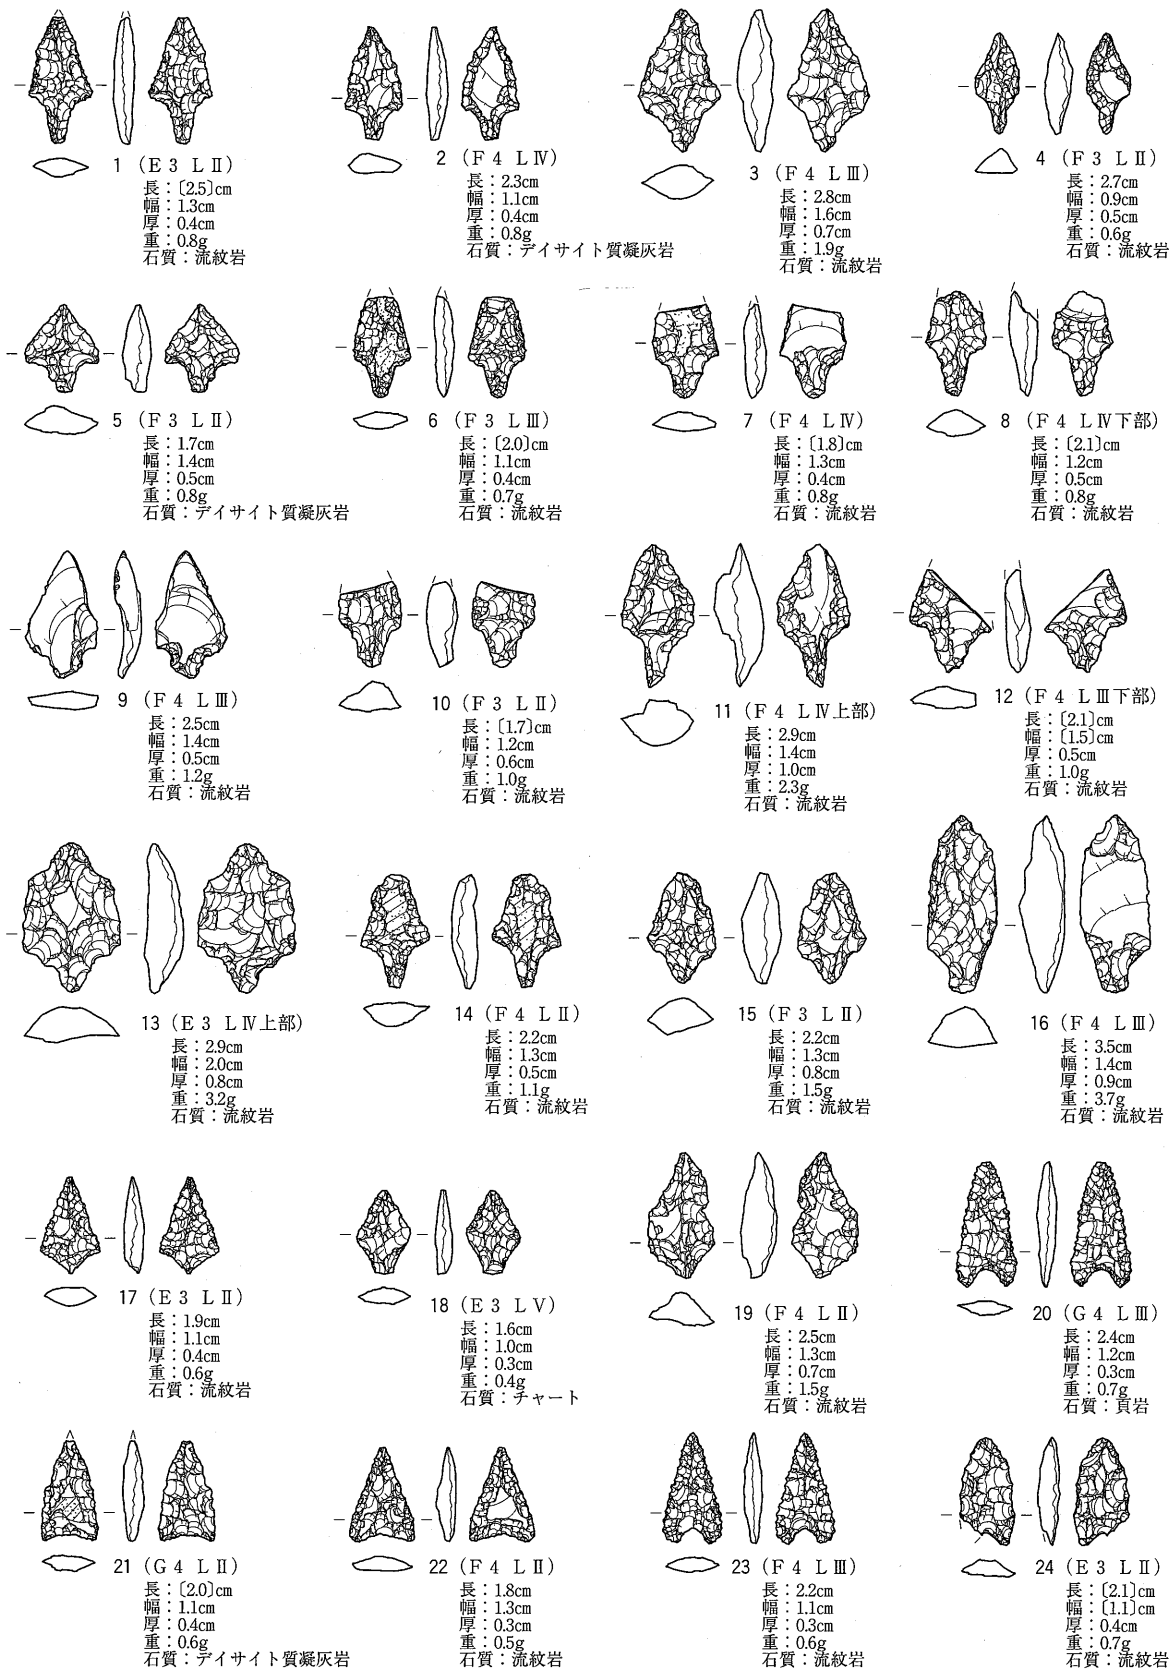 1 (E 3 L Ⅱ)
長：〔2.5〕cm
幅：1.3cm
厚：0.4cm
重：0.8g
石質：流紋岩
2 (F 4 L Ⅳ)
長：2.3cm
幅：1.1cm
厚：0.4cm
重：0.8g
石質：デイサイト質凝灰岩
3 (F 4 L Ⅲ)
長：2.8cm
幅：1.6cm
厚：0.7cm
重：1.9g
石質：流紋岩
4 (F 3 L Ⅱ)
長：2.7cm
幅：0.9cm
厚：0.5cm
重：0.6g
石質：流紋岩
5 (F 3 L Ⅱ)
長：1.7cm
幅：1.4cm
厚：0.5cm
重：0.8g
石質：デイサイト質凝灰岩
6 (F 3 L Ⅲ)
長：〔2.0〕cm
幅：1.1cm
厚：0.4cm
重：0.7g
石質：流紋岩
7 (F 4 L Ⅳ)
長：〔1.8〕cm
幅：1.3cm
厚：0.4cm
重：0.8g
石質：流紋岩
8 (F 4 L Ⅳ下部)
長：〔2.1〕cm
幅：1.2cm
厚：0.5cm
重：0.8g
石質：流紋岩
9 (F 4 L Ⅲ)
長：2.5cm
幅：1.4cm
厚：0.5cm
重：1.2g
石質：流紋岩
10 (F 3 L Ⅱ)
長：〔1.7〕cm
幅：1.2cm
厚：0.6cm
重：1.0g
石質：流紋岩
11 (F 4 L Ⅳ上部)
長：2.9cm
幅：1.4cm
厚：1.0cm
重：2.3g
石質：流紋岩
12 (F 4 L Ⅲ下部)
長：〔2.1〕cm
幅：〔1.5〕cm
厚：0.5cm
重：1.0g
石質：流紋岩
13 (E 3 L Ⅳ上部)
長：2.9cm
幅：2.0cm
厚：0.8cm
重：3.2g
石質：流紋岩
14 (F 4 L Ⅱ)
長：2.2cm
幅：1.3cm
厚：0.5cm
重：1.1g
石質：流紋岩
15 (F 3 L Ⅱ)
長：2.2cm
幅：1.3cm
厚：0.8cm
重：1.5g
石質：流紋岩
16 (F 4 L Ⅲ)
長：3.5cm
幅：1.4cm
厚：0.9cm
重：3.7g
石質：流紋岩
17 (E 3 L Ⅱ)
長：1.9cm
幅：1.1cm
厚：0.4cm
重：0.6g
石質：流紋岩
18 (E 3 L Ⅴ)
長：1.6cm
幅：1.0cm
厚：0.3cm
重：0.4g
石質：チャート
19 (F 4 L Ⅱ)
長：2.5cm
幅：1.3cm
厚：0.7cm
重：1.5g
石質：流紋岩
20 (G 4 L Ⅲ)
長：2.4cm
幅：1.2cm
厚：0.3cm
重：0.7g
石質：頁岩
21 (G 4 L Ⅱ)
長：〔2.0〕cm
幅：1.1cm
厚：0.4cm
重：0.6g
石質：デイサイト質凝灰岩
22 (F 4 L Ⅱ)
長：1.8cm
幅：1.3cm
厚：0.3cm
重：0.5g
石質：流紋岩
23 (F 4 L Ⅲ)
長：2.2cm
幅：1.1cm
厚：0.3cm
重：0.6g
石質：流紋岩
24 (E 3 L Ⅱ)
長：〔2.1〕cm
幅：〔1.1〕cm
厚：0.4cm
重：0.7g
石質：流紋岩